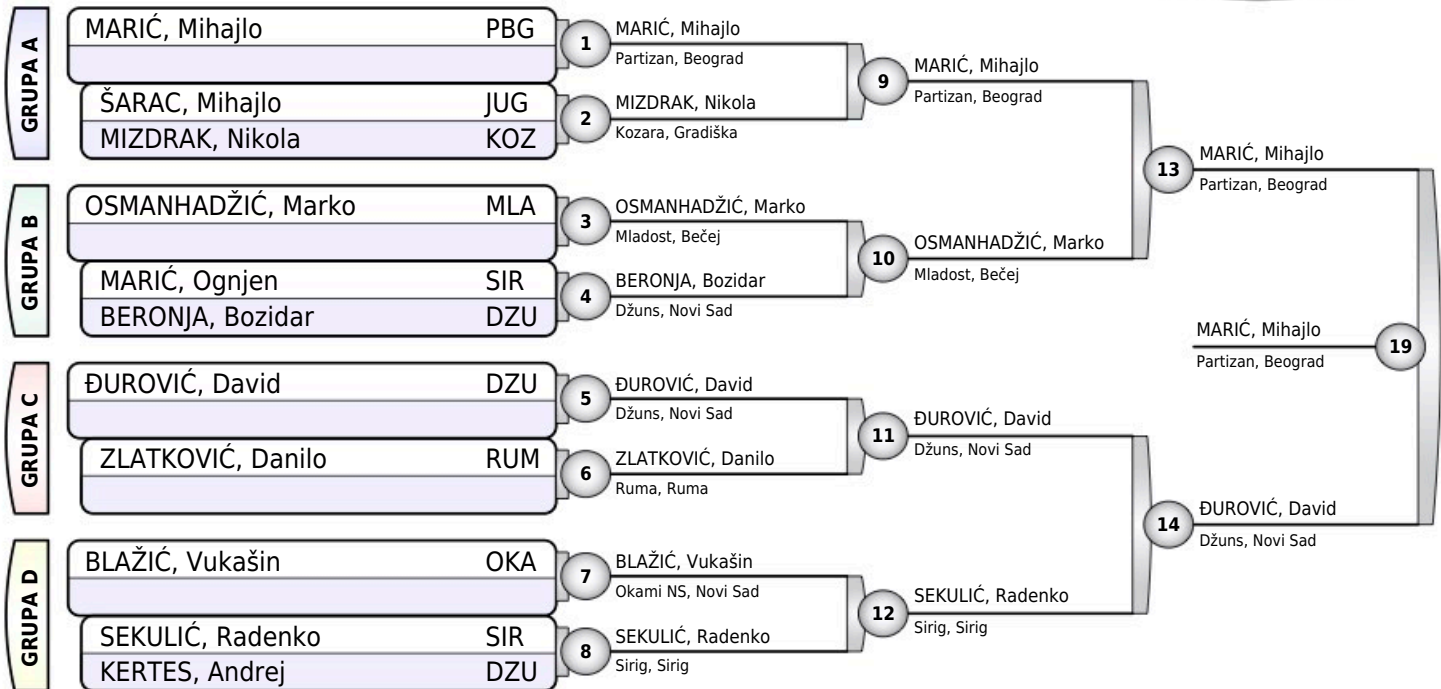 GRUPA A
MARIĆ, Mihajlo PBG
ŠARAC, Mihajlo JUG
MIZDRAK, Nikola KOZ
GRUPA B
OSMANHADŽIĆ, Marko MLA
MARIĆ, Ognjen SIR
BERONJA, Bozidar DZU
GRUPA C
ĐUROVIĆ, David DZU
ZLATKOVIĆ, Danilo RUM
GRUPA D
BLAŽIĆ, Vukašin OKA
SEKULIĆ, Radenko SIR
KERTES, Andrej DZU
1
MARIĆ, Mihajlo
Partizan, Beograd
2
MIZDRAK, Nikola
Kozara, Gradiška
3
OSMANHADŽIĆ, Marko
Mladost, Bečej
4
BERONJA, Bozidar
Džuns, Novi Sad
5
ĐUROVIĆ, David
Džuns, Novi Sad
6
ZLATKOVIĆ, Danilo
Ruma, Ruma
7
BLAŽIĆ, Vukašin
Okami NS, Novi Sad
8
SEKULIĆ, Radenko
Sirig, Sirig
9
MARIĆ, Mihajlo
Partizan, Beograd
10
OSMANHADŽIĆ, Marko
Mladost, Bečej
11
ĐUROVIĆ, David
Džuns, Novi Sad
12
SEKULIĆ, Radenko
Sirig, Sirig
13
MARIĆ, Mihajlo
Partizan, Beograd
14
ĐUROVIĆ, David
Džuns, Novi Sad
MARIĆ, Mihajlo
Partizan, Beograd
19